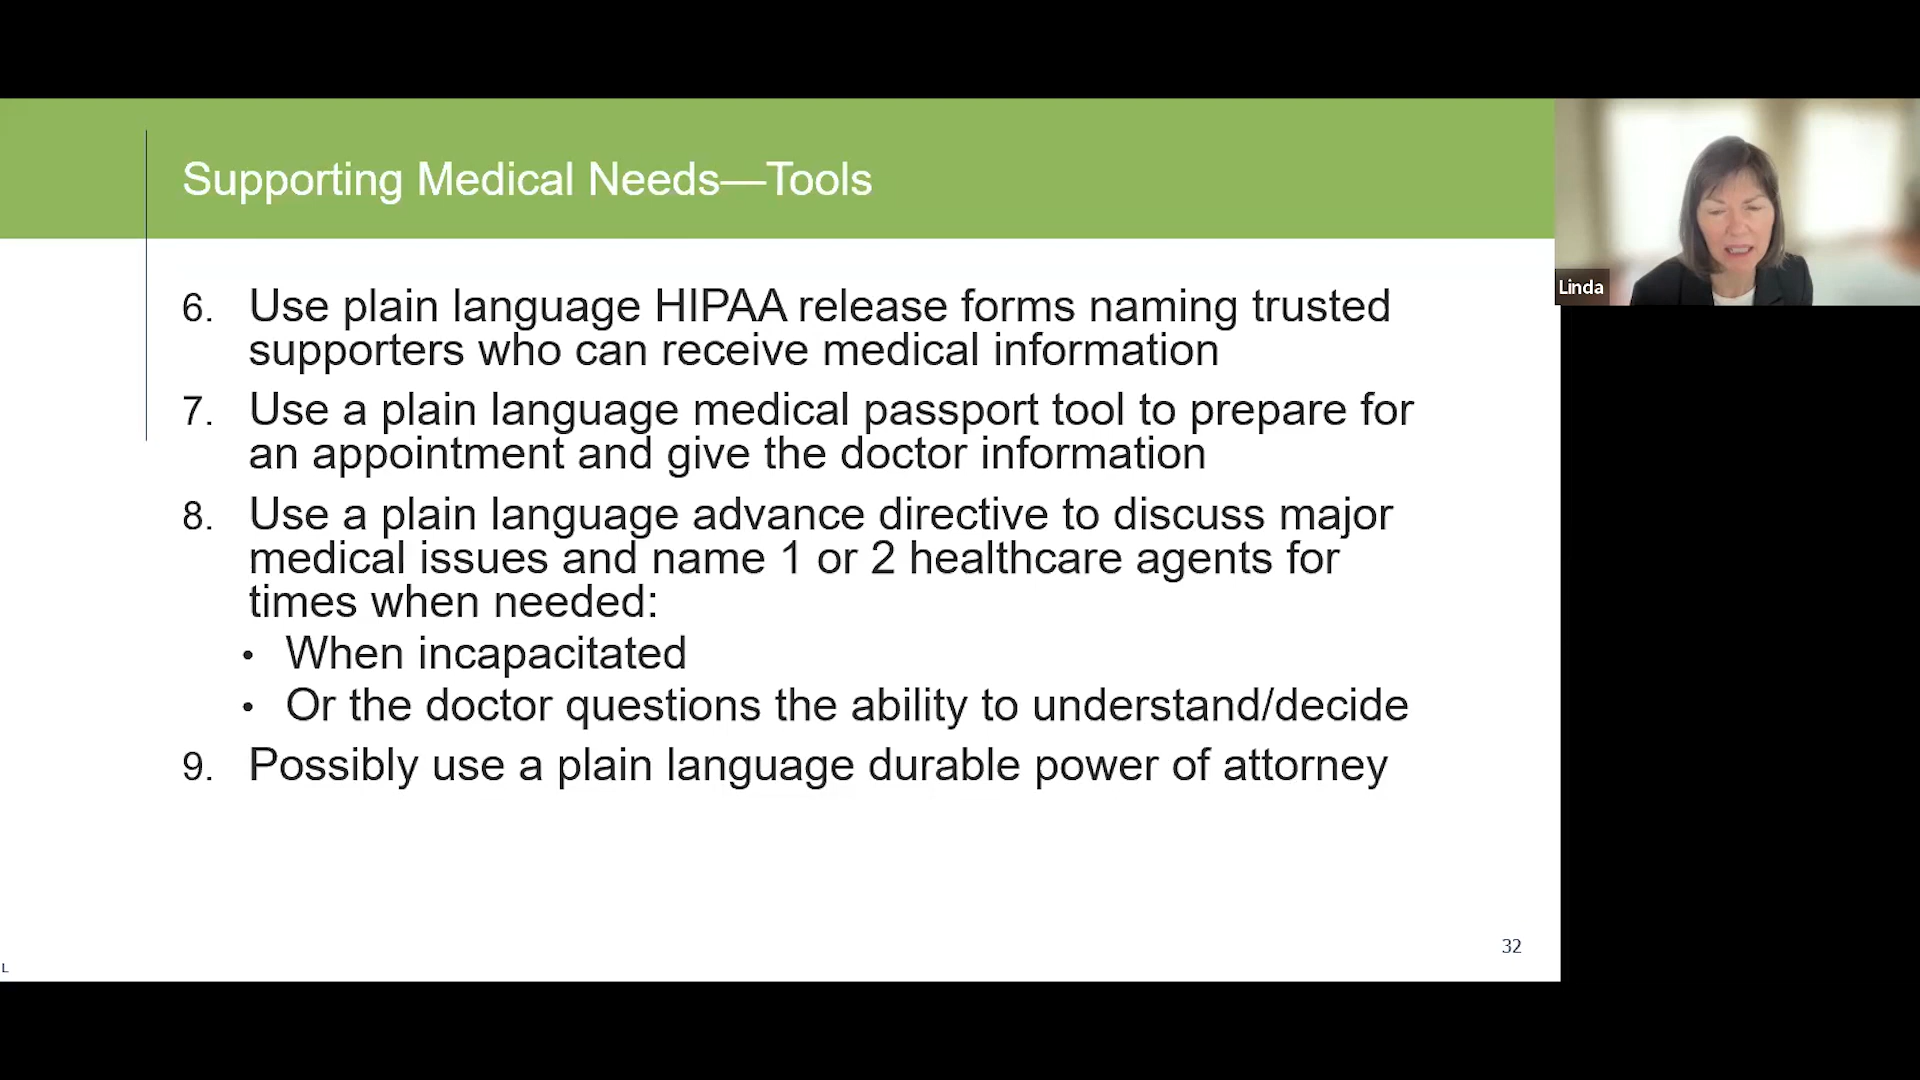 Supporting Medical Needs—Tools
Linda
6. Use plain language HIPAA release forms naming trusted
supporters who can receive medical information
7. Use a plain language medical passport tool to prepare for
an appointment and give the doctor information
8. Use a plain language advance directive to discuss major
medical issues and name 1 or 2 healthcare agents for
times when needed:
• When incapacitated
• Or the doctor questions the ability to understand/decide
9. Possibly use a plain language durable power of attorney
32
L